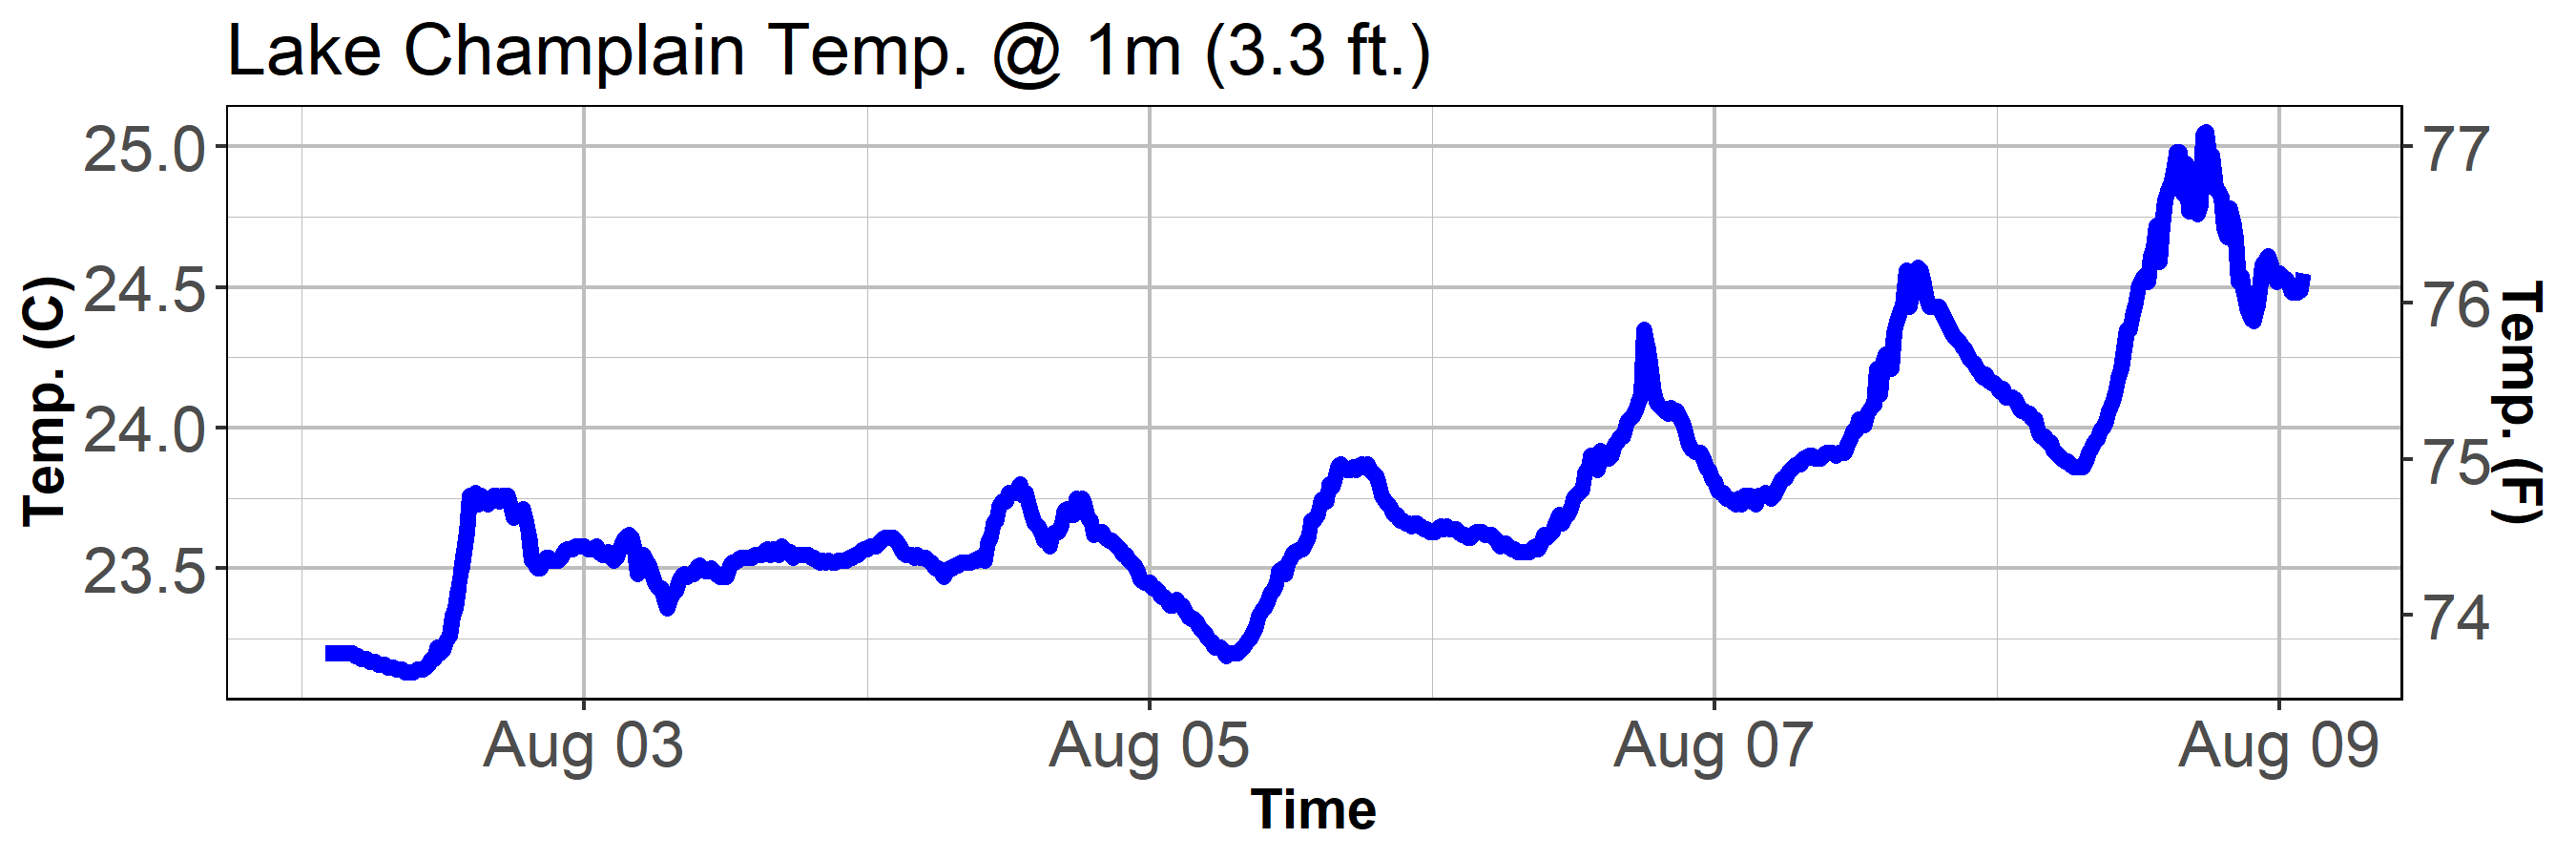 Lake Champlain Temp. @ 1m (3.3 ft.)
Temp. (C)
25.0
24.5
24.0
23.5
77
76
75
74
Temp. (F)
Aug 03 Aug 05 Aug 07 Aug 09
Time